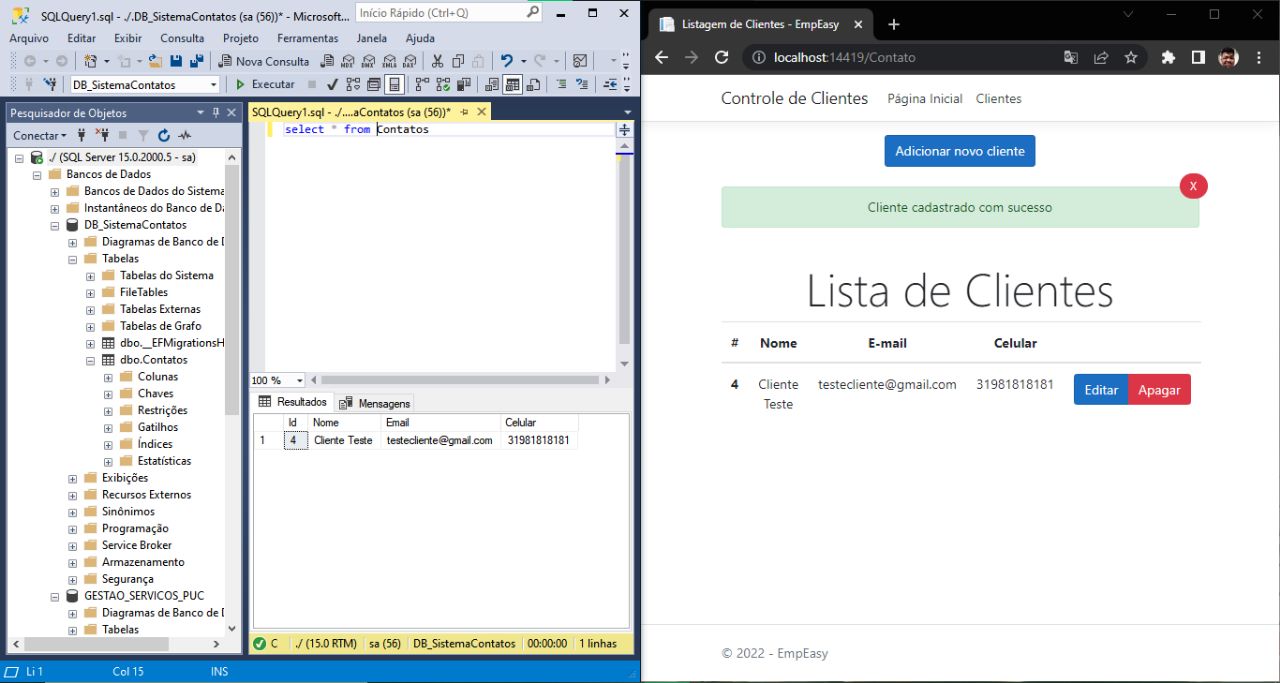 SQLQuery1.sql - ./.DB_SistemaContatos (sa (56))* - Microsoft...
Início Rápido (Ctrl+Q)
Arquivo Editar Exibir Consulta Projeto Ferramentas Janela Ajuda
Nova Consulta
DB_SistemaContatos
Executar
Pesquisador de Objetos
Conectar
./ (SQL Server 15.0.2000.5 - sa)
Bancos de Dados
Bancos de Dados do Sistema
Instantâneos do Banco de Da
DB_SistemaContatos
Diagramas de Banco de D
Tabelas
Tabelas do Sistema
FileTables
Tabelas Externas
Tabelas de Grafo
dbo.__EFMigrationsH
dbo.Contatos
Colunas
Chaves
Restrições
Gatilhos
Índices
Estatísticas
Exibições
Recursos Externos
Sinônimos
Programação
Service Broker
Armazenamento
Segurança
GESTAO_SERVICOS_PUC
Diagramas de Banco de D
Tabelas
SQLQuery1.sql - ./....aContatos (sa (56))*
select * from Contatos
100 %
Resultados Mensagens
Id Nome Email Celular
1 4 Cliente Teste testecliente@gmail.com 31981818181
C ./ (15.0 RTM) sa (56) DB_SistemaContatos 00:00:00 1 linhas
Li 1 Col 15 INS
Listagem de Clientes - EmpEasy
localhost:14419/Contato
Controle de Clientes Página Inicial Clientes
Adicionar novo cliente
X
Cliente cadastrado com sucesso
Lista de Clientes
# Nome E-mail Celular
4 Cliente testecliente@gmail.com 31981818181 Editar Apagar
Teste
© 2022 - EmpEasy